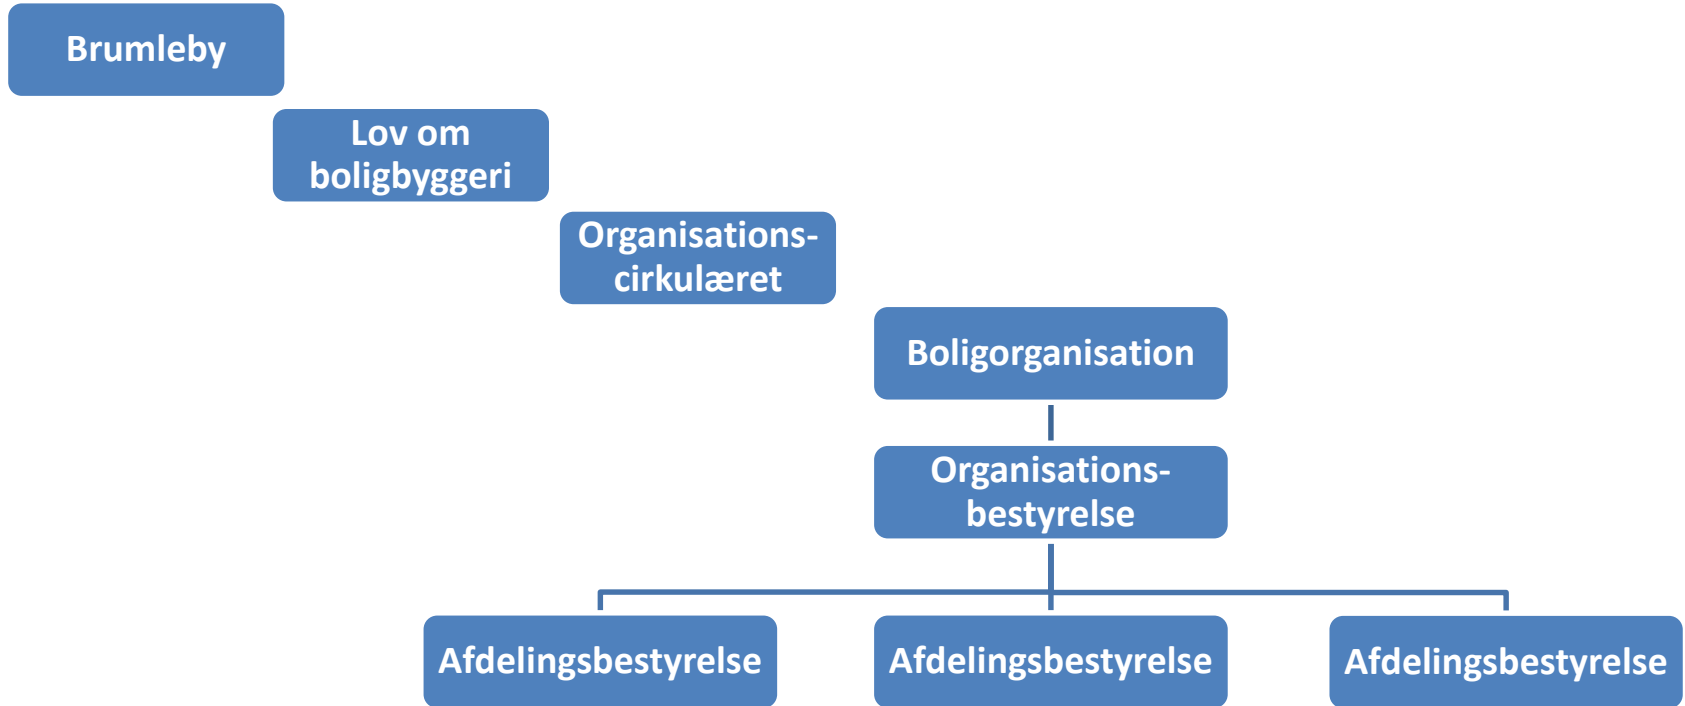 Brumleby
Lov om
boligbyggeri
Organisations-
cirkulæret
Boligorganisation
Organisations-
bestyrelse
Afdelingsbestyrelse
Afdelingsbestyrelse
Afdelingsbestyrelse